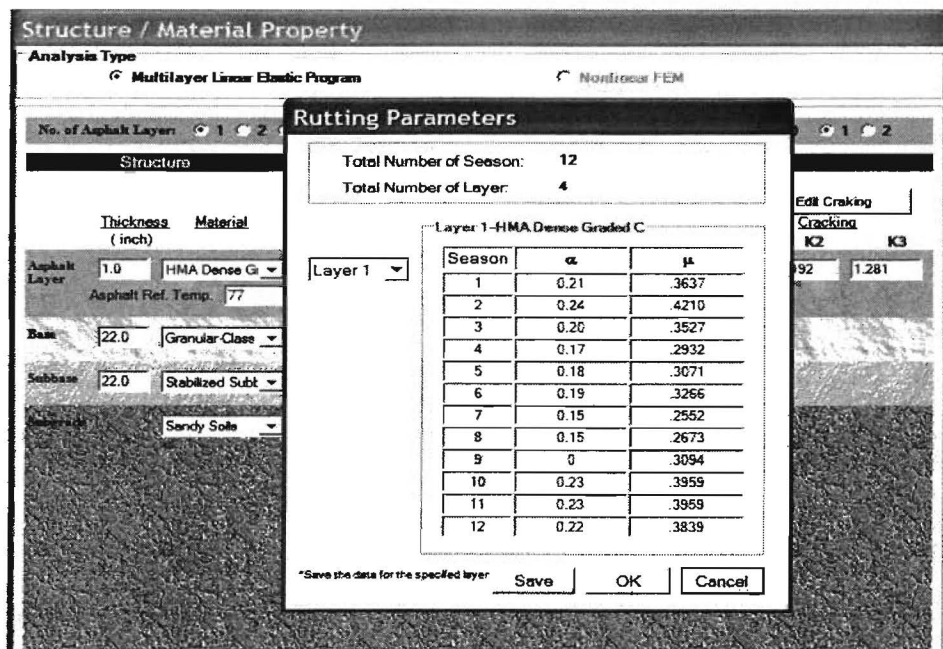 Structure / Material Property
Analysis Type
Multilayer Linear Elastic Program
Nonlinear FEM
No. of Asphalt Layer: 1 2
1 2
Structure
Thickness Material
( inch)
Asphalt Layer 1.0 HMA Dense Gr
Asphalt Ref. Temp. 77
Base 22.0 Granular-Class
Subbase 22.0 Stabilized Subt
Subgrade Sandy Soils
Edit Craking
Cracking
K2 K3
92 1.281
Rutting Parameters
Total Number of Season: 12
Total Number of Layer: 4
Layer 1
Layer 1-HMA Dense Graded C
Season α μ
1 0.21 .3637
2 0.24 .4210
3 0.20 .3527
4 0.17 .2932
5 0.18 .3071
6 0.19 .3266
7 0.15 .2552
8 0.15 .2673
9 0 .3094
10 0.23 .3959
11 0.23 .3959
12 0.22 .3839
*Save the data for the specified layer
Save OK Cancel